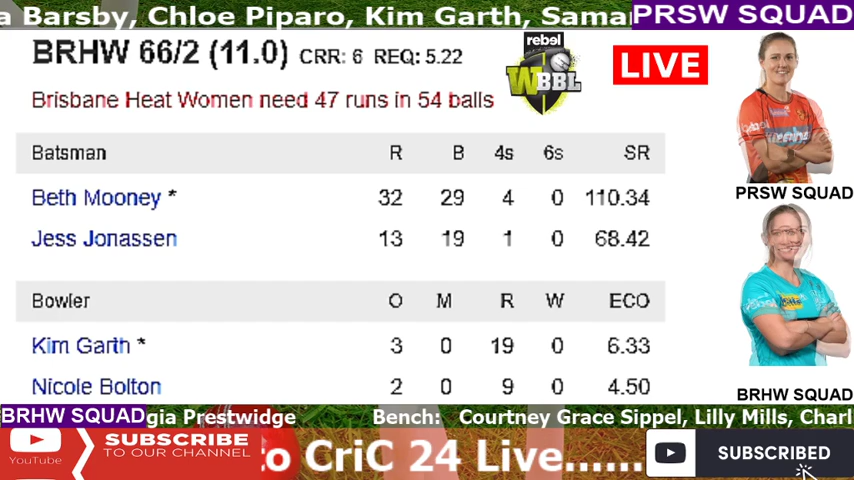 a Barsby, Chloe Piparo, Kim Garth, Sama
PRSW SQUAD
BRHW 66/2 (11.0) CRR: 6 REQ: 5.22
rebel
WBBL
LIVE
Brisbane Heat Women need 47 runs in 54 balls
Batsman R B 4s 6s SR
Beth Mooney * 32 29 4 0 110.34
Jess Jonassen 13 19 1 0 68.42
PRSW SQUAD
Bowler O M R W ECO
Kim Garth * 3 0 19 0 6.33
Nicole Bolton 2 0 9 0 4.50
BRHW SQUAD
BRHW SQUAD gia Prestwidge Bench: Courtney Grace Sippel, Lilly Mills, Charl
YouTube
SUBSCRIBE
TO OUR CHANNEL
to CriC 24 Live......
SUBSCRIBED